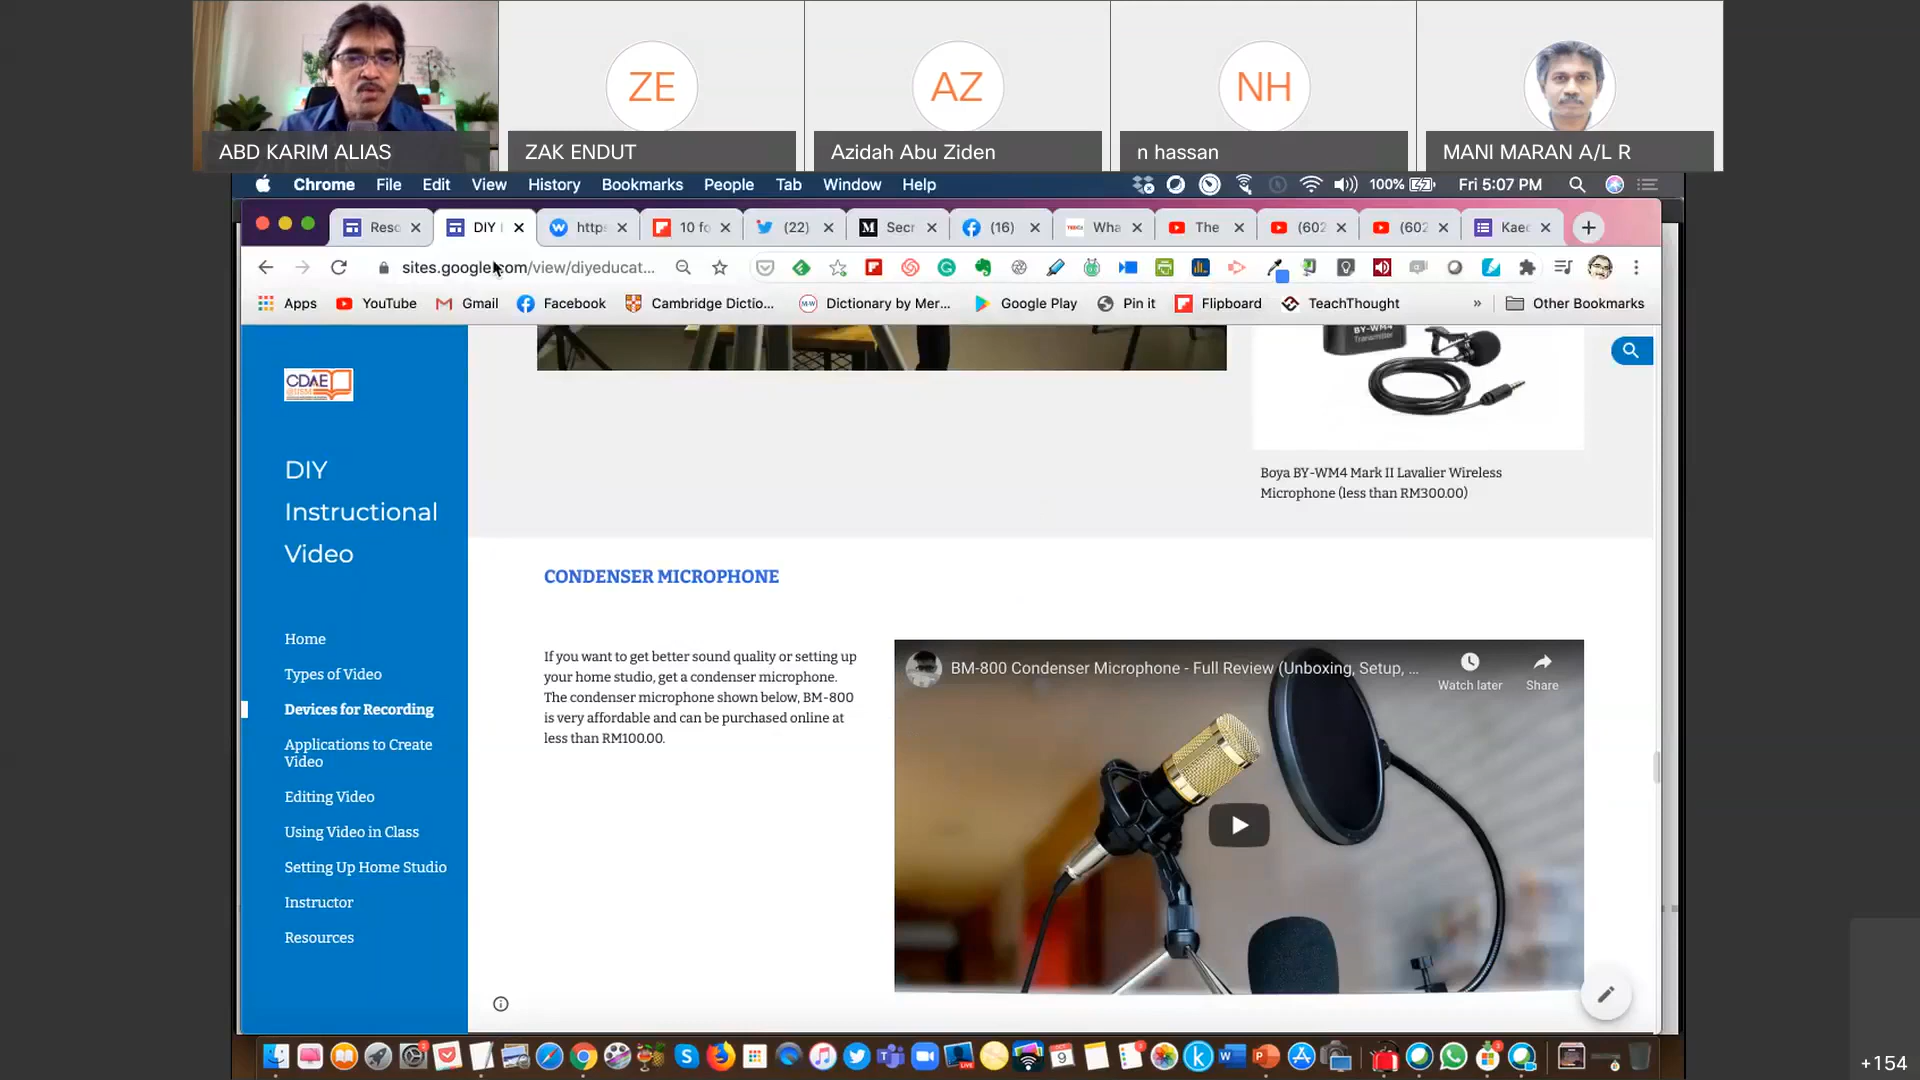 ZE
AZ
NH
ABD KARIM ALIAS
ZAK ENDUT
Azidah Abu Ziden
n hassan
MANI MARAN A/L R
Chrome File Edit View History Bookmarks People Tab Window Help
100%
Fri 5:07 PM
Reso
DIY
https
10 fo
(22)
Secr
(16)
Wha
The
(602
(602
Kaed
sites.google.com/view/diyeducat...
Apps
YouTube
Gmail
Facebook
Cambridge Dictio...
Dictionary by Mer...
Google Play
Pin it
Flipboard
TeachThought
»
Other Bookmarks
CDAE
DIY
Instructional
Video
Home
Types of Video
Devices for Recording
Applications to Create
Video
Editing Video
Using Video in Class
Setting Up Home Studio
Instructor
Resources
BY-WM4
Transmitter
Boya BY-WM4 Mark II Lavalier Wireless
Microphone (less than RM300.00)
CONDENSER MICROPHONE
If you want to get better sound quality or setting up
your home studio, get a condenser microphone.
The condenser microphone shown below, BM-800
is very affordable and can be purchased online at
less than RM100.00.
BM-800 Condenser Microphone - Full Review (Unboxing, Setup, ...
Watch later
Share
+154